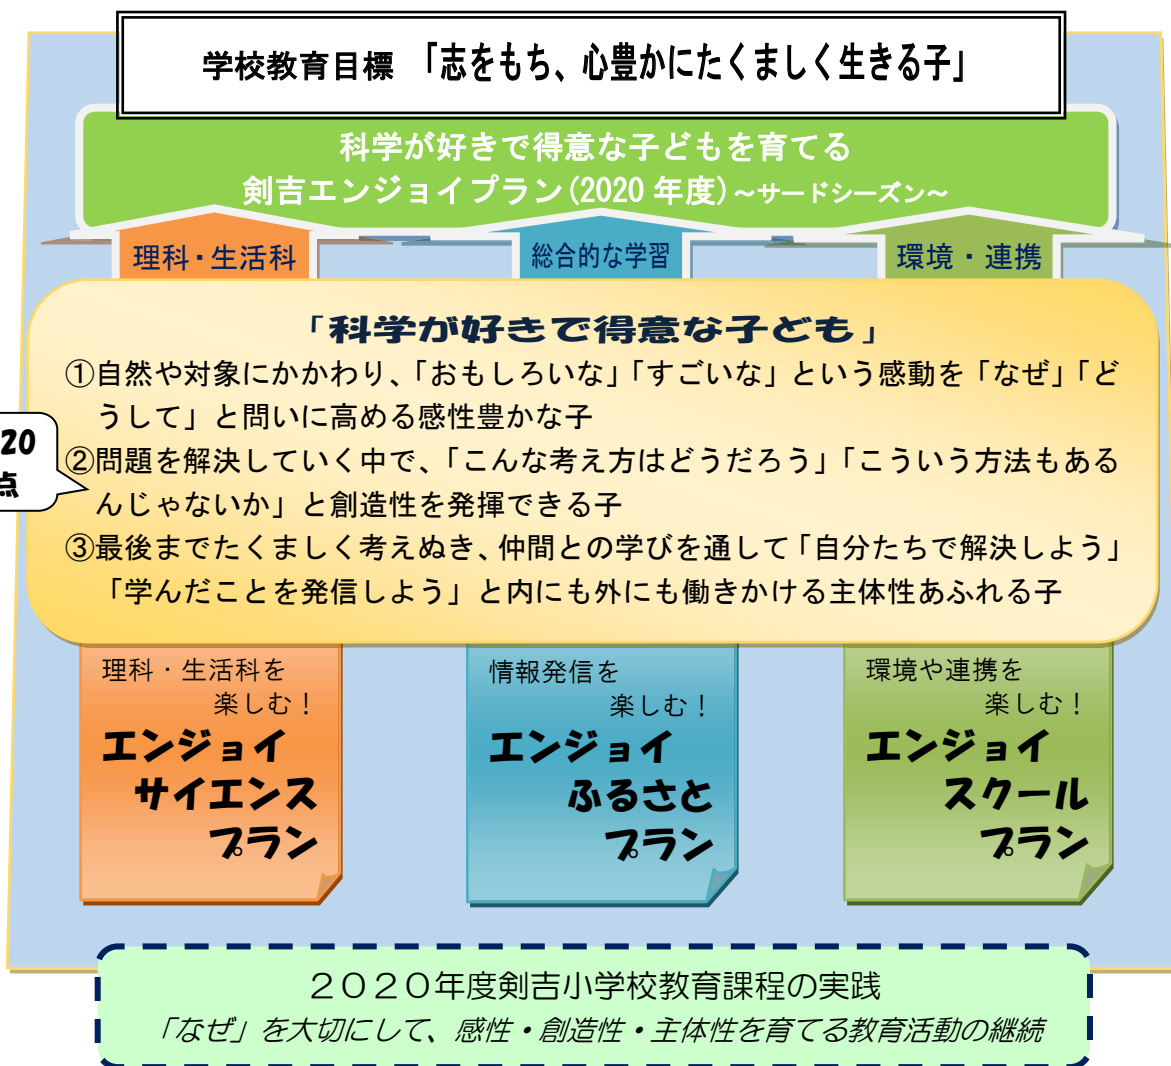 学校教育目標 「志をもち、心豊かにたくましく生きる子」
科学が好きで得意な子どもを育てる
剣吉エンジョイプラン(2020 年度)～サードシーズン～
理科・生活科
総合的な学習
環境・連携
「科学が好きで得意な子ども」
①自然や対象にかかわり、「おもしろいな」「すごいな」という感動を「なぜ」「ど
うして」と問いに高める感性豊かな子
20
点
②問題を解決していく中で、「こんな考え方はどうだろう」「こういう方法もある
んじゃないか」と創造性を発揮できる子
③最後までたくましく考えぬき、仲間との学びを通して「自分たちで解決しよう」
「学んだことを発信しよう」と内にも外にも働きかける主体性あふれる子
理科・生活科を
楽しむ！
エンジョイ
サイエンス
プラン
情報発信を
楽しむ！
エンジョイ
ふるさと
プラン
環境や連携を
楽しむ！
エンジョイ
スクール
プラン
２０２０年度剣吉小学校教育課程の実践
「なぜ」を大切にして、感性・創造性・主体性を育てる教育活動の継続